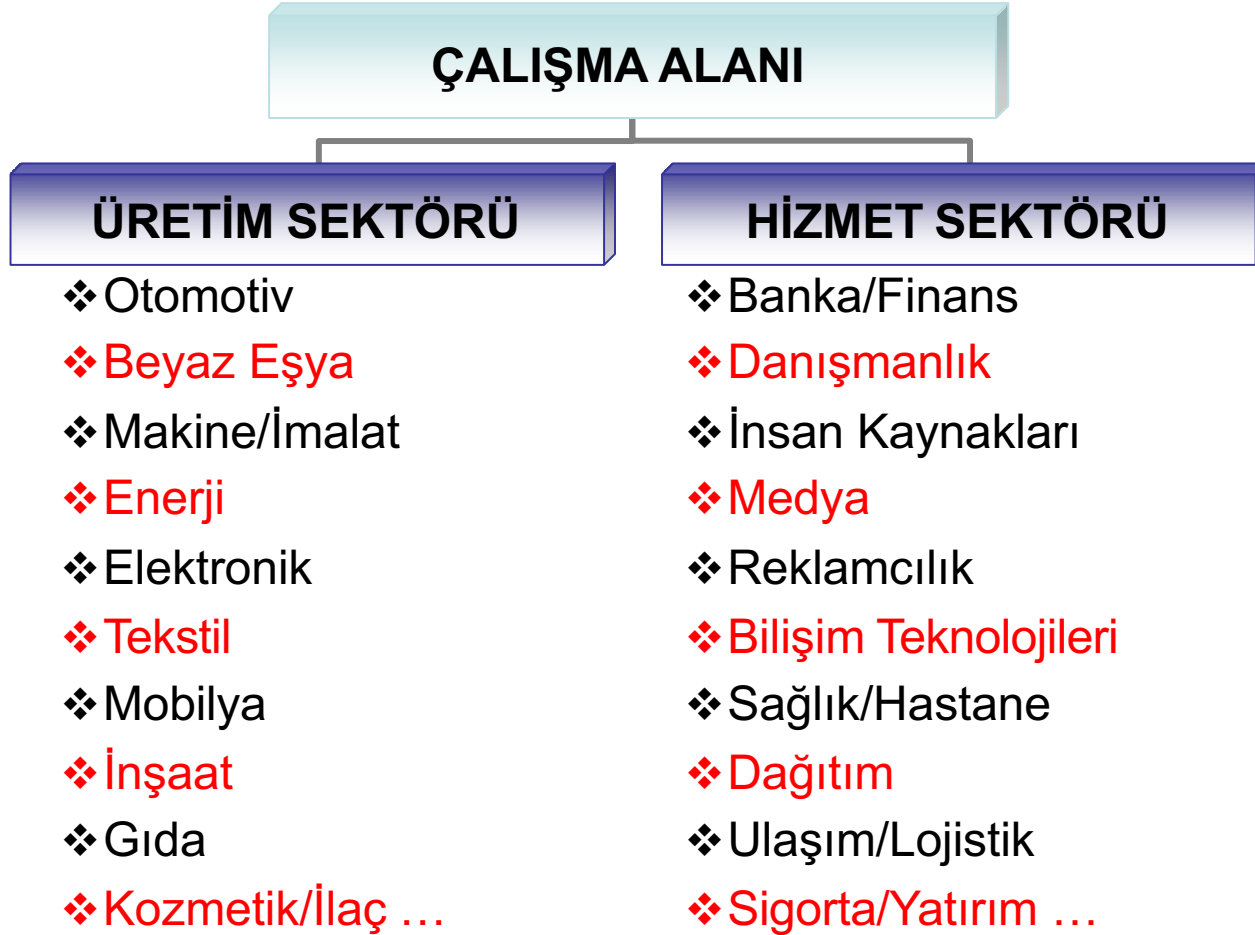 ÇALIŞMA ALANI
ÜRETİM SEKTÖRÜ
❖Otomotiv
❖Beyaz Eşya
❖Makine/İmalat
❖Enerji
❖Elektronik
❖Tekstil
❖Mobilya
❖İnşaat
❖Gıda
❖Kozmetik/İlaç …
HİZMET SEKTÖRÜ
❖Banka/Finans
❖Danışmanlık
❖İnsan Kaynakları
❖Medya
❖Reklamcılık
❖Bilişim Teknolojileri
❖Sağlık/Hastane
❖Dağıtım
❖Ulaşım/Lojistik
❖Sigorta/Yatırım …